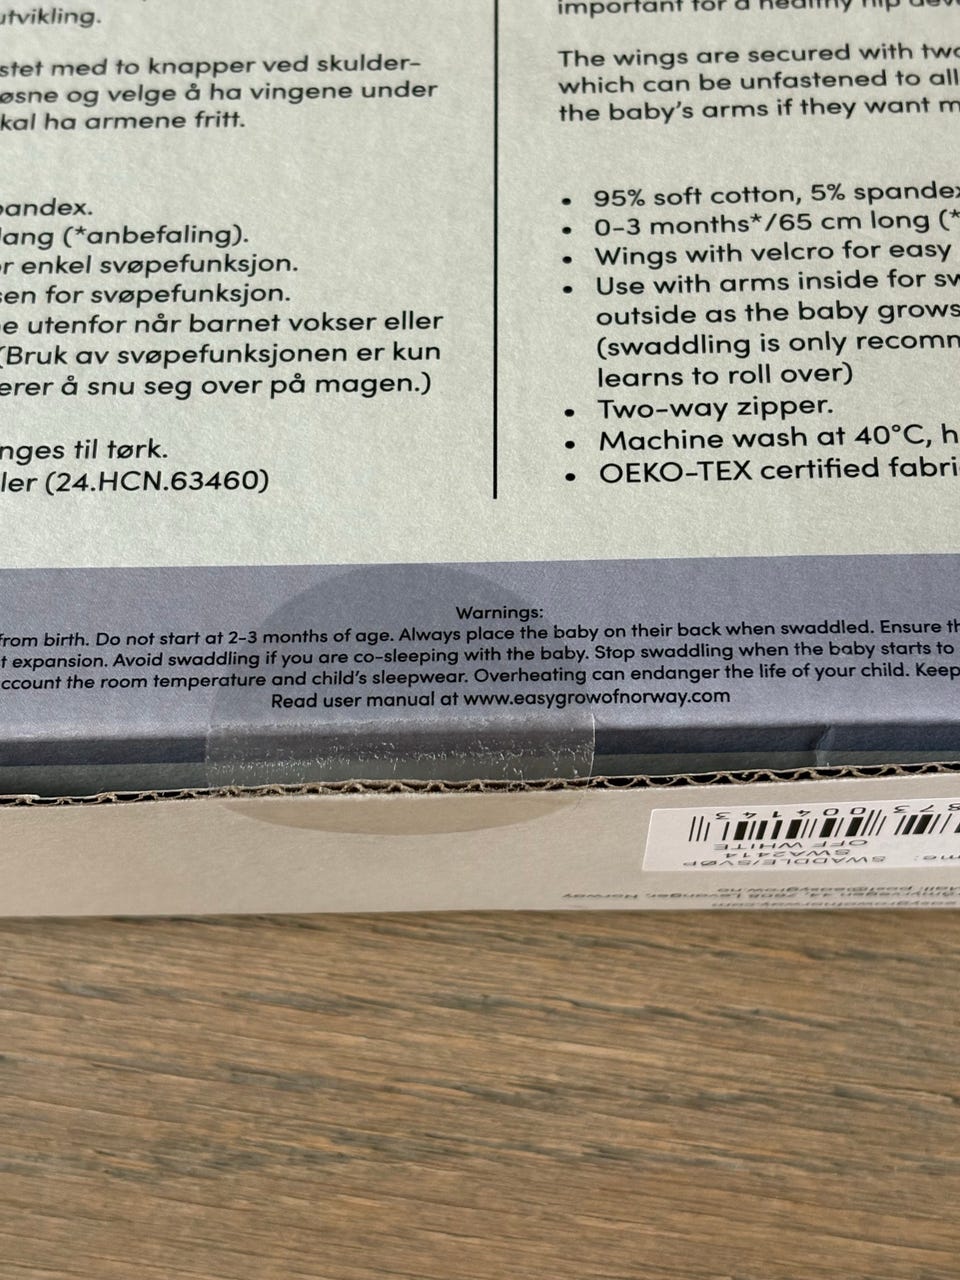 utvikling.
stet med to knapper ved skulder-
øsne og velge å ha vingene under
kal ha armene fritt.
pandex.
lang (*anbefaling).
r enkel svøpefunksjon.
sen for svøpefunksjon.
e utenfor når barnet vokser eller
(Bruk av svøpefunksjonen er kun
erer å snu seg over på magen.)
nges til tørk.
ler (24.HCN.63460)
important for a healthy hip deve
The wings are secured with two
which can be unfastened to all
the baby's arms if they want m
• 95% soft cotton, 5% spandex
• 0-3 months*/65 cm long (*
• Wings with velcro for easy
• Use with arms inside for sw
outside as the baby grows
(swaddling is only recomm
learns to roll over)
• Two-way zipper.
• Machine wash at 40°C, h
• OEKO-TEX certified fabri
Warnings:
from birth. Do not start at 2-3 months of age. Always place the baby on their back when swaddled. Ensure th
t expansion. Avoid swaddling if you are co-sleeping with the baby. Stop swaddling when the baby starts to
ccount the room temperature and child's sleepwear. Overheating can endanger the life of your child. Keep
Read user manual at www.easygrowofnorway.com
SWADDLE/SVØP
SWA2414
OFF WHITE